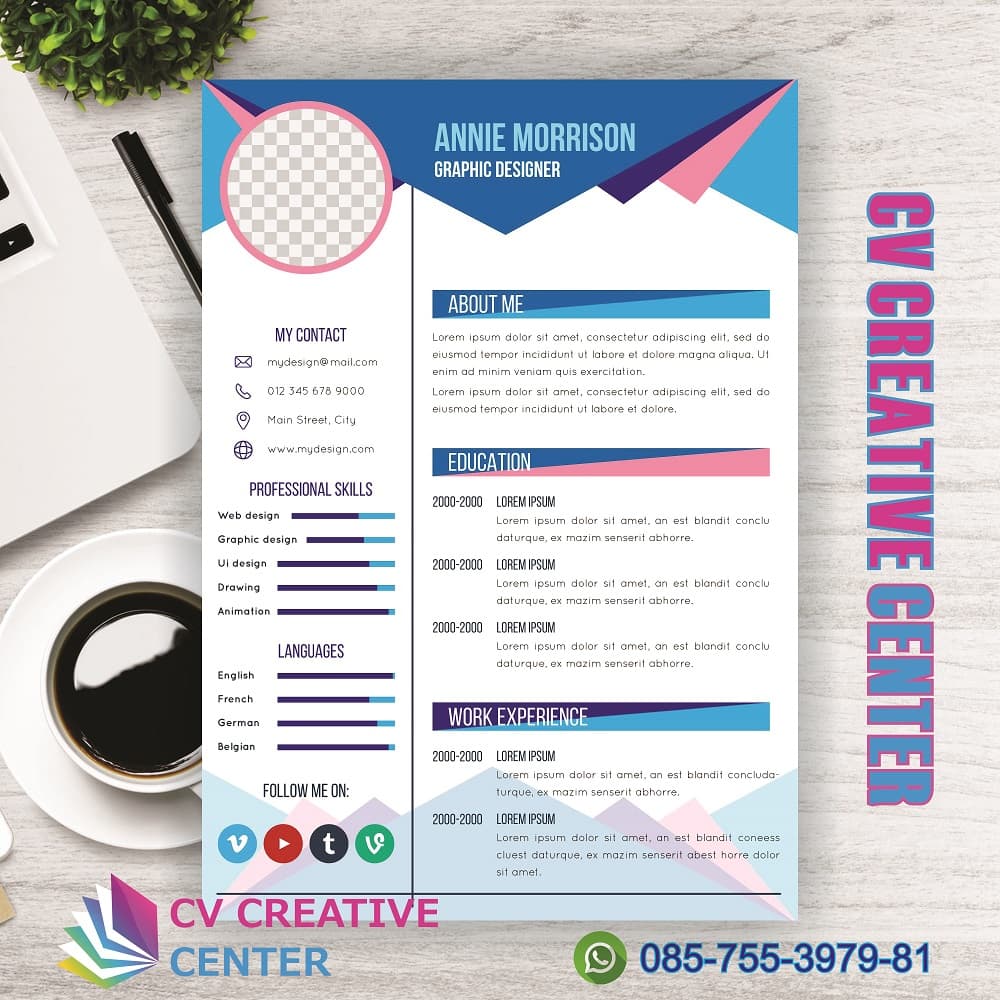 ANNIE MORRISON
GRAPHIC DESIGNER
MY CONTACT
mydesign@mail.com
012 345 678 9000
Main Street, City
www.mydesign.com
PROFESSIONAL SKILLS
Web design
Graphic design
Ui design
Drawing
Animation
LANGUAGES
English
French
German
Belgian
FOLLOW ME ON:
ABOUT ME
Lorem ipsum dolor sit amet, consectetur adipiscing elit, sed do
eiusmod tempor incididunt ut labore et dolore magna aliqua. Ut
enim ad minim veniam quis exercitation.
Lorem ipsum dolor sit amet, consectetur adipiscing elit, sed do
eiusmod tempor incididunt ut labore et dolore.
EDUCATION
2000-2000 LOREM IPSUM
Lorem ipsum dolor sit amet, an est blandit conclu
daturque, ex mazim senserit abhorre.
2000-2000 LOREM IPSUM
Lorem ipsum dolor sit amet, an est blandit conclu
daturque, ex mazim senserit abhorre.
2000-2000 LOREM IPSUM
Lorem ipsum dolor sit amet, an est blandit conclu
daturque, ex mazim senserit abhorre.
WORK EXPERIENCE
2000-2000 LOREM IPSUM
Lorem ipsum dolor sit amet, an est blandit concluda-
turque, ex mazim senserit abhorre.
2000-2000 LOREM IPSUM
Lorem ipsum dolor sit amet, an est blandit coneess
cluest daturque, ex mazim senserit abest horre dolor
sit amet.
CV CREATIVE CENTER
CV CREATIVE
CENTER
085-755-3979-81